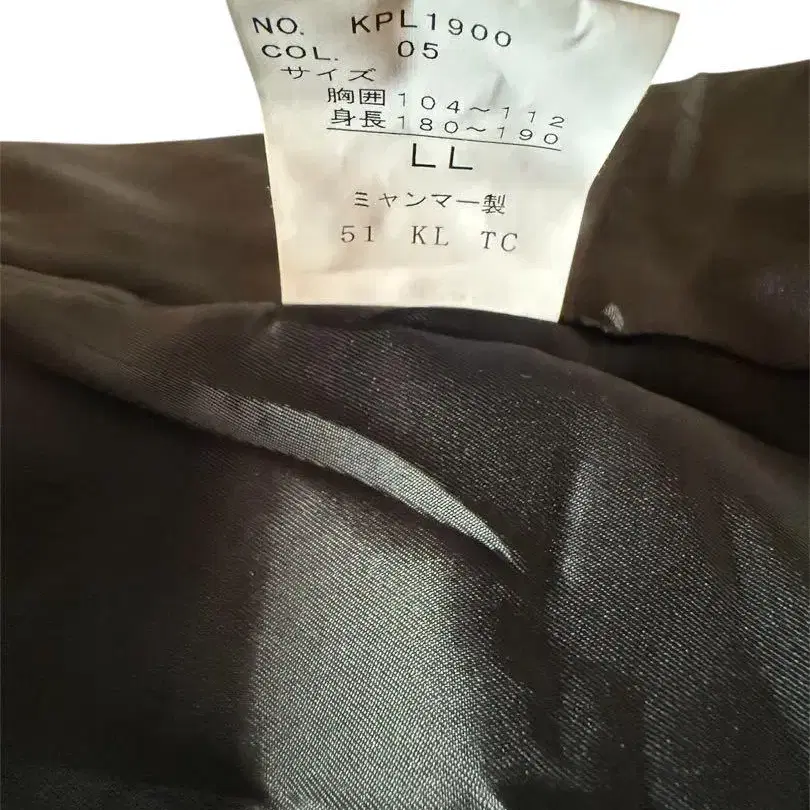 NO. KPL1900
COL. 05
サイズ
胸囲 104～112
身長 180～190
LL
ミャンマー製
51 KL TC